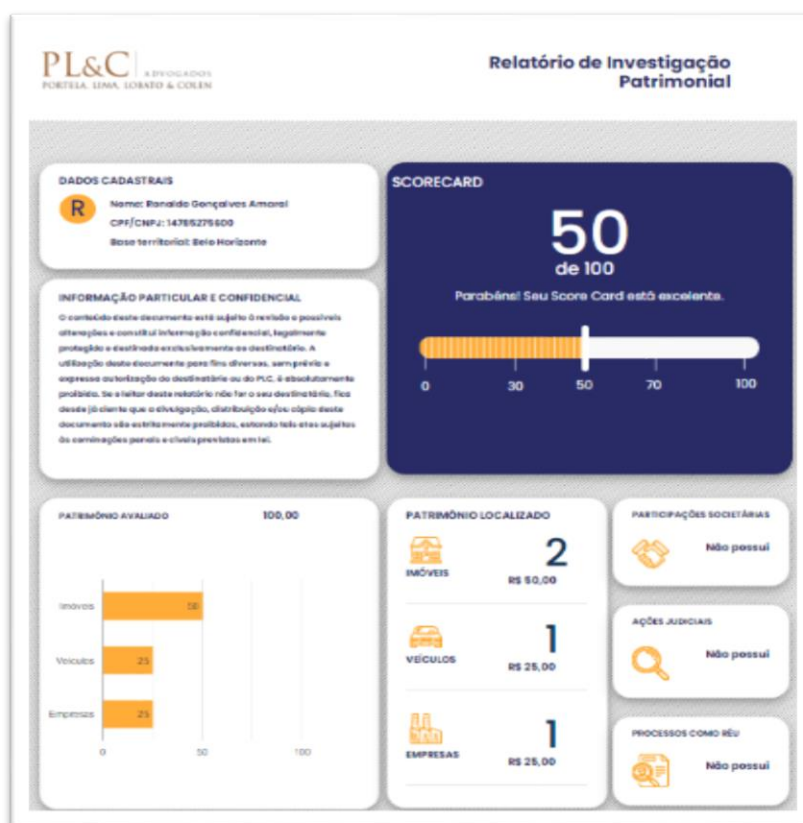 PL&C ADVOGADOS
PORTELA, LIMA, LOBATO & COLEN
Relatório de Investigação
Patrimonial
DADOS CADASTRAIS
R
Nome: Ronaldo Gonçalves Amaral
CPF/CNPJ: 14785275600
Base territorial: Belo Horizonte
INFORMAÇÃO PARTICULAR E CONFIDENCIAL
O conteúdo deste documento está sujeito à revisão e possíveis
alterações e constitui informação confidencial, legalmente
protegida e destinada exclusivamente ao destinatário. A
utilização deste documento para fins diversos, sem prévia e
expressa autorização do destinatário ou do PLC, é absolutamente
proibida. Se o leitor deste relatório não for o seu destinatário, fica
desde já ciente que a divulgação, distribuição e/ou cópia deste
documento são estritamente proibidas, estando tais atos sujeitos
às cominações penais e cíveis previstas em lei.
SCORECARD
50
de 100
Parabéns! Seu Score Card está excelente.
0 30 50 70 100
PATRIMÔNIO AVALIADO 100,00
Imóveis 50
Veículos 25
Empresas 25
0 50 100
PATRIMÔNIO LOCALIZADO
IMÓVEIS
2
R$ 50,00
VEÍCULOS
1
R$ 25,00
EMPRESAS
1
R$ 25,00
PARTICIPAÇÕES SOCIETÁRIAS
Não possui
AÇÕES JUDICIAIS
Não possui
PROCESSOS COMO RÉU
Não possui